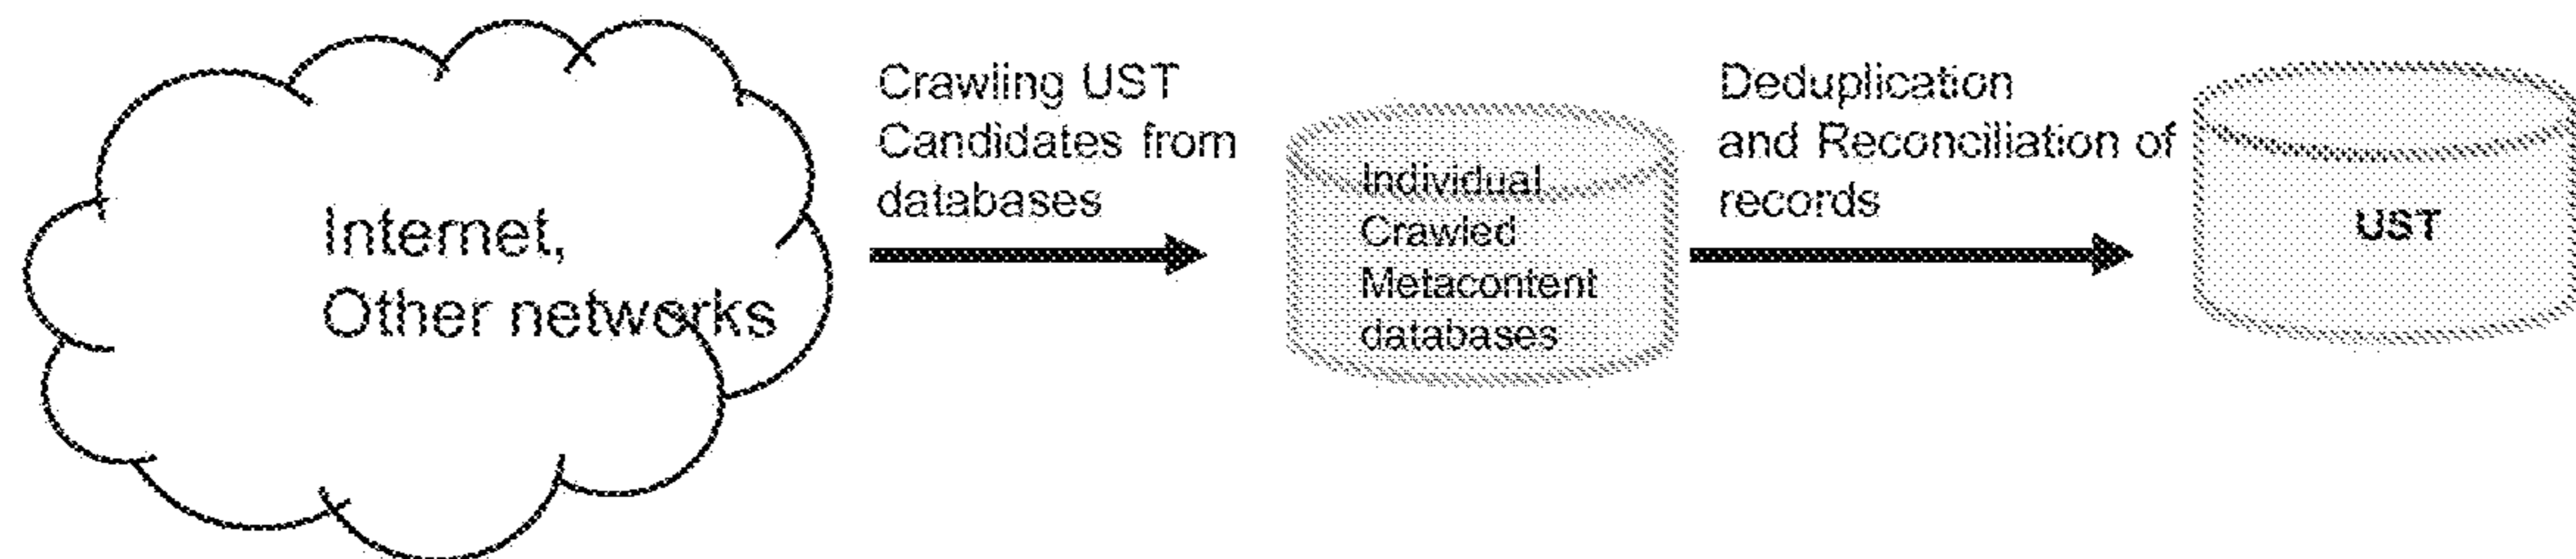 Internet,
Other networks
Crawling UST
Candidates from
databases
Individual
Crawled
Metacontent
databases
Deduplication
and Reconciliation of
records
UST